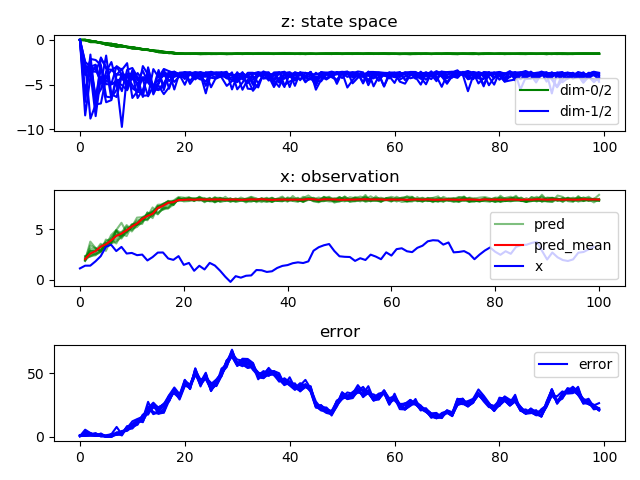 z: state space
0
−5
−10
dim-0/2
dim-1/2
0 20 40 60 80 100
x: observation
5
0
pred
pred_mean
x
0 20 40 60 80 100
error
50
0
error
0 20 40 60 80 100